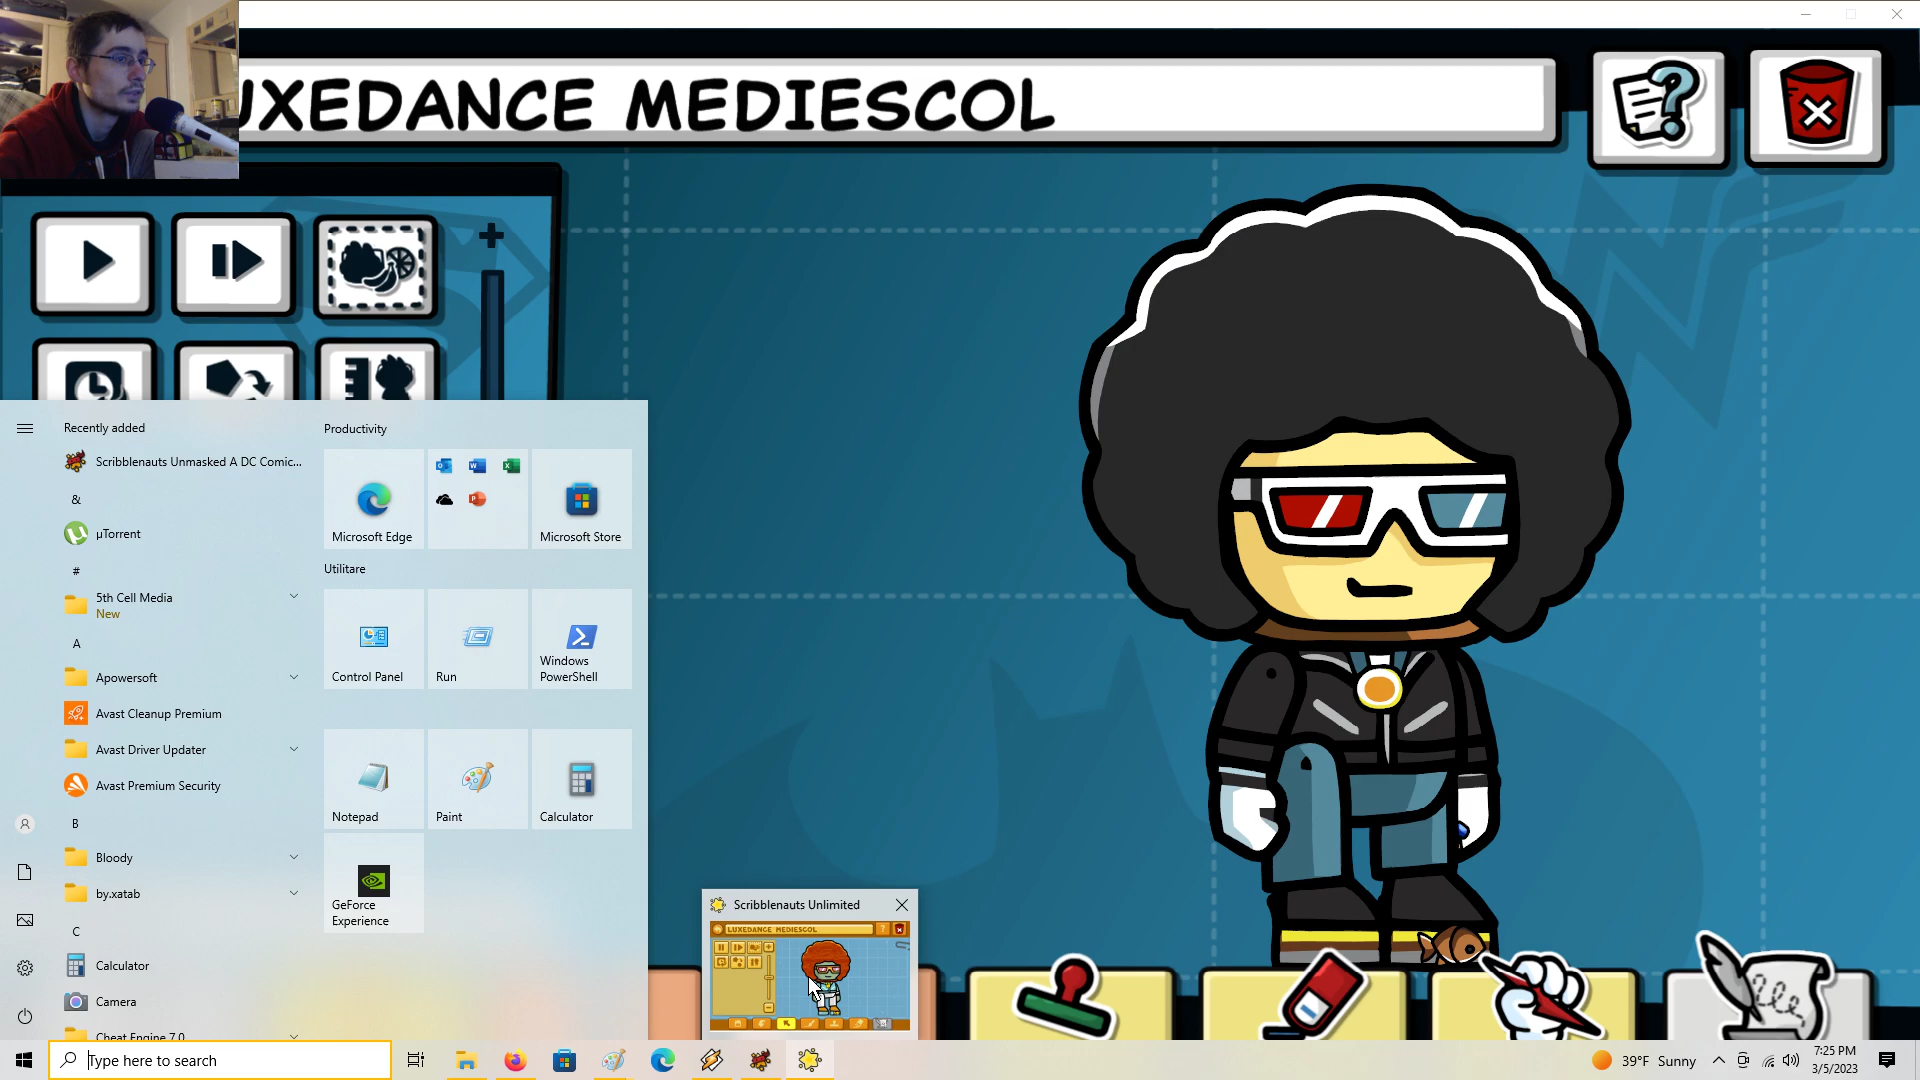 UXEDANCE MEDIESCOL
Recently added
Scribblenauts Unmasked A DC Comic...
&
µTorrent
#
5th Cell Media
New
A
Apowersoft
Avast Cleanup Premium
Avast Driver Updater
Avast Premium Security
B
Bloody
by.xatab
C
Calculator
Camera
Cheat Engine 7.0
Productivity
Microsoft Edge
Microsoft Store
Utilitare
Control Panel
Run
Windows PowerShell
Notepad
Paint
Calculator
GeForce Experience
Scribblenauts Unlimited
LUXEDANCE MEDIESCOL
Type here to search
39°F Sunny
7:25 PM
3/5/2023